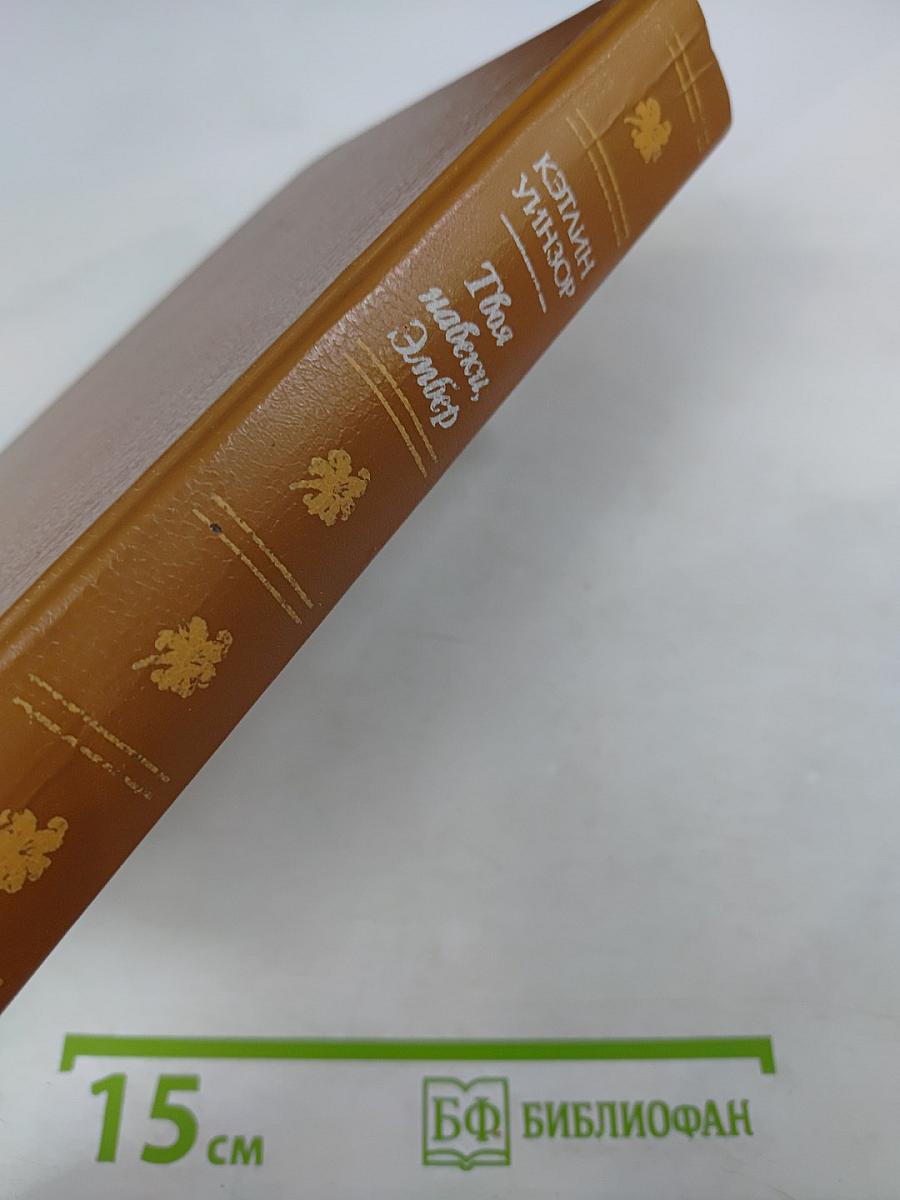 КЭТЛИН
УИНЗОР
Твоя
навеки,
Эмбер
15 см
БФ БИБЛИОФАН